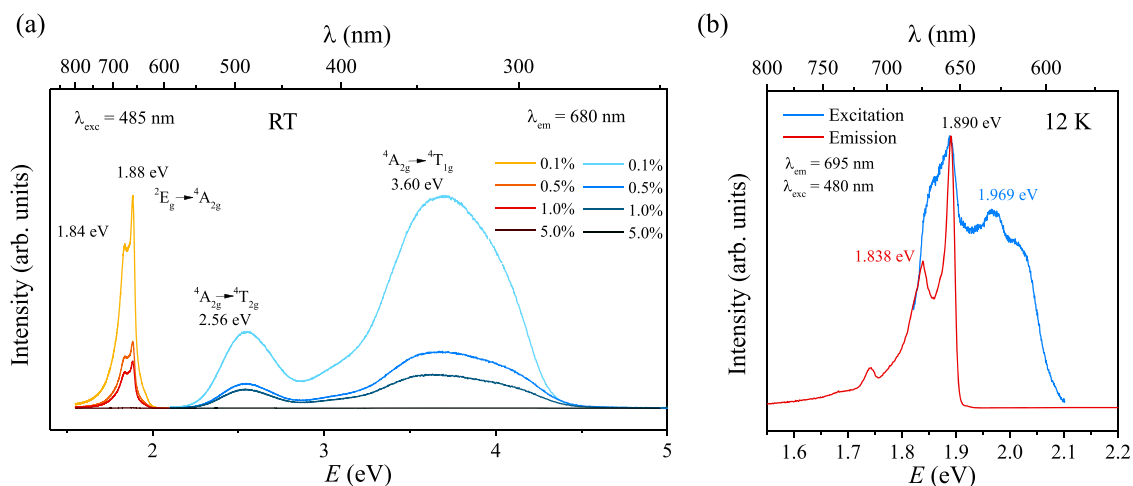 (a)
λ (nm)
800 700 600 500 400 300
λexc = 485 nm
RT
λem = 680 nm
1.88 eV
²Eg→⁴A2g
1.84 eV
⁴A2g→⁴T2g
2.56 eV
⁴A2g→⁴T1g
3.60 eV
0.1% 0.1%
0.5% 0.5%
1.0% 1.0%
5.0% 5.0%
Intensity (arb. units)
2 3 4 5
E (eV)
(b)
λ (nm)
800 750 700 650 600
Excitation
Emission
λem = 695 nm
λexc = 480 nm
1.890 eV
12 K
1.969 eV
1.838 eV
Intensity (arb. units)
1.6 1.7 1.8 1.9 2.0 2.1 2.2
E (eV)